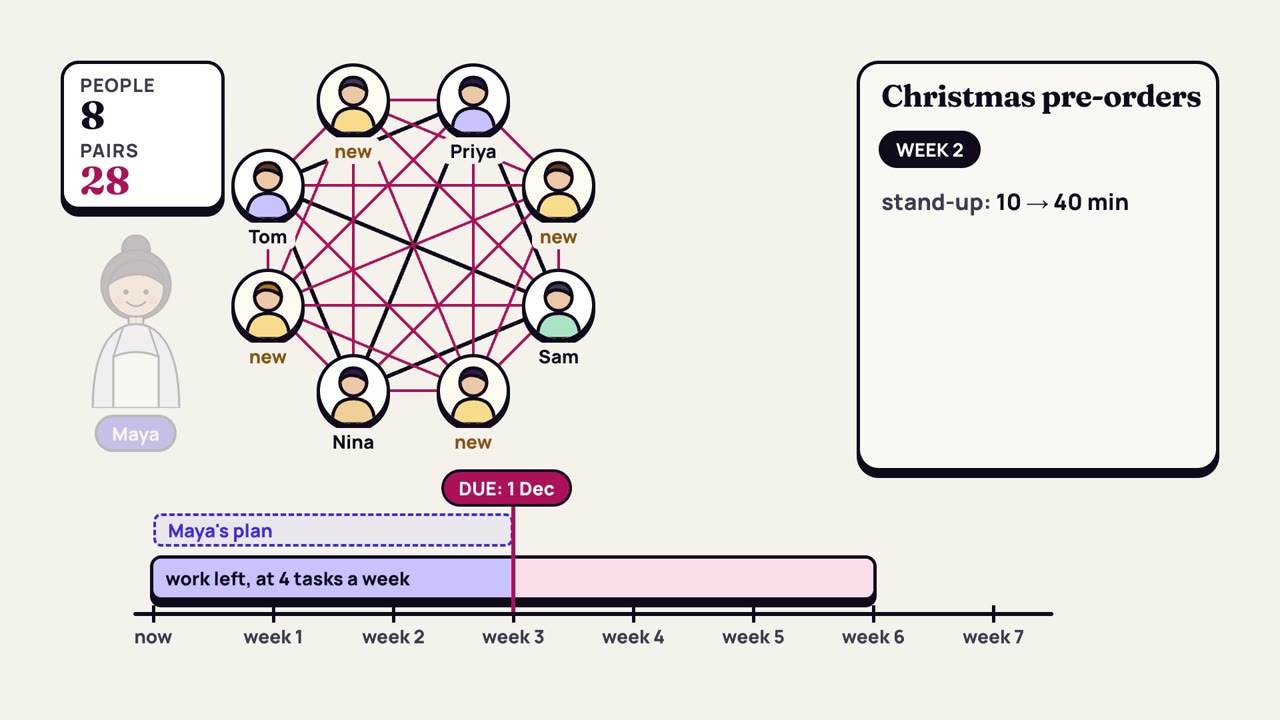 PEOPLE
8
PAIRS
28
new
Priya
Tom
new
new
Sam
Nina
new
Maya
Christmas pre-orders
WEEK 2
stand-up: 10 → 40 min
DUE: 1 Dec
Maya's plan
work left, at 4 tasks a week
now
week 1
week 2
week 3
week 4
week 5
week 6
week 7